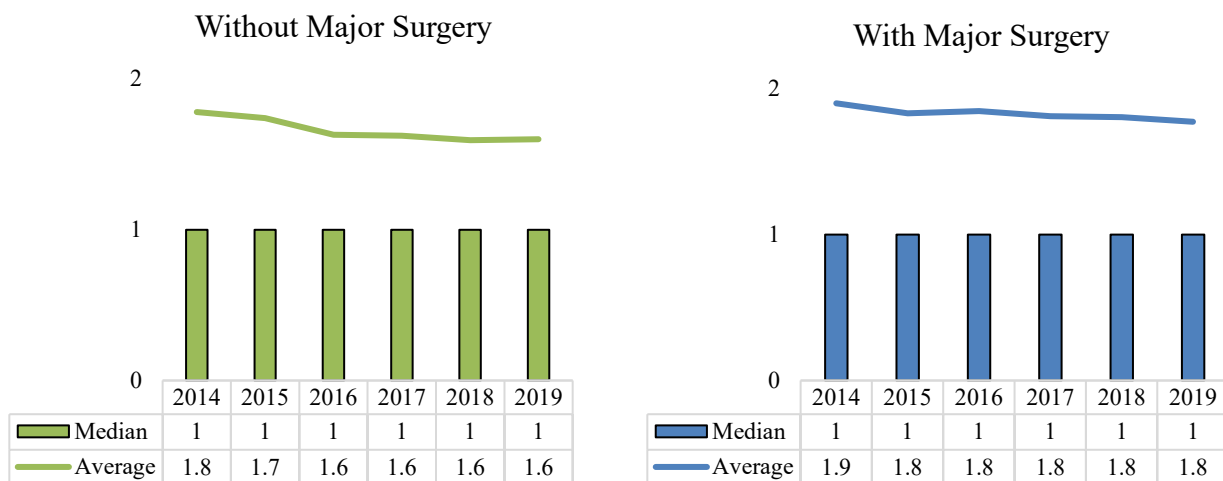 Without Major Surgery
2
1
0
2014 2015 2016 2017 2018 2019
Median 1 1 1 1 1 1
Average 1.8 1.7 1.6 1.6 1.6 1.6
With Major Surgery
2
1
0
2014 2015 2016 2017 2018 2019
Median 1 1 1 1 1 1
Average 1.9 1.8 1.8 1.8 1.8 1.8